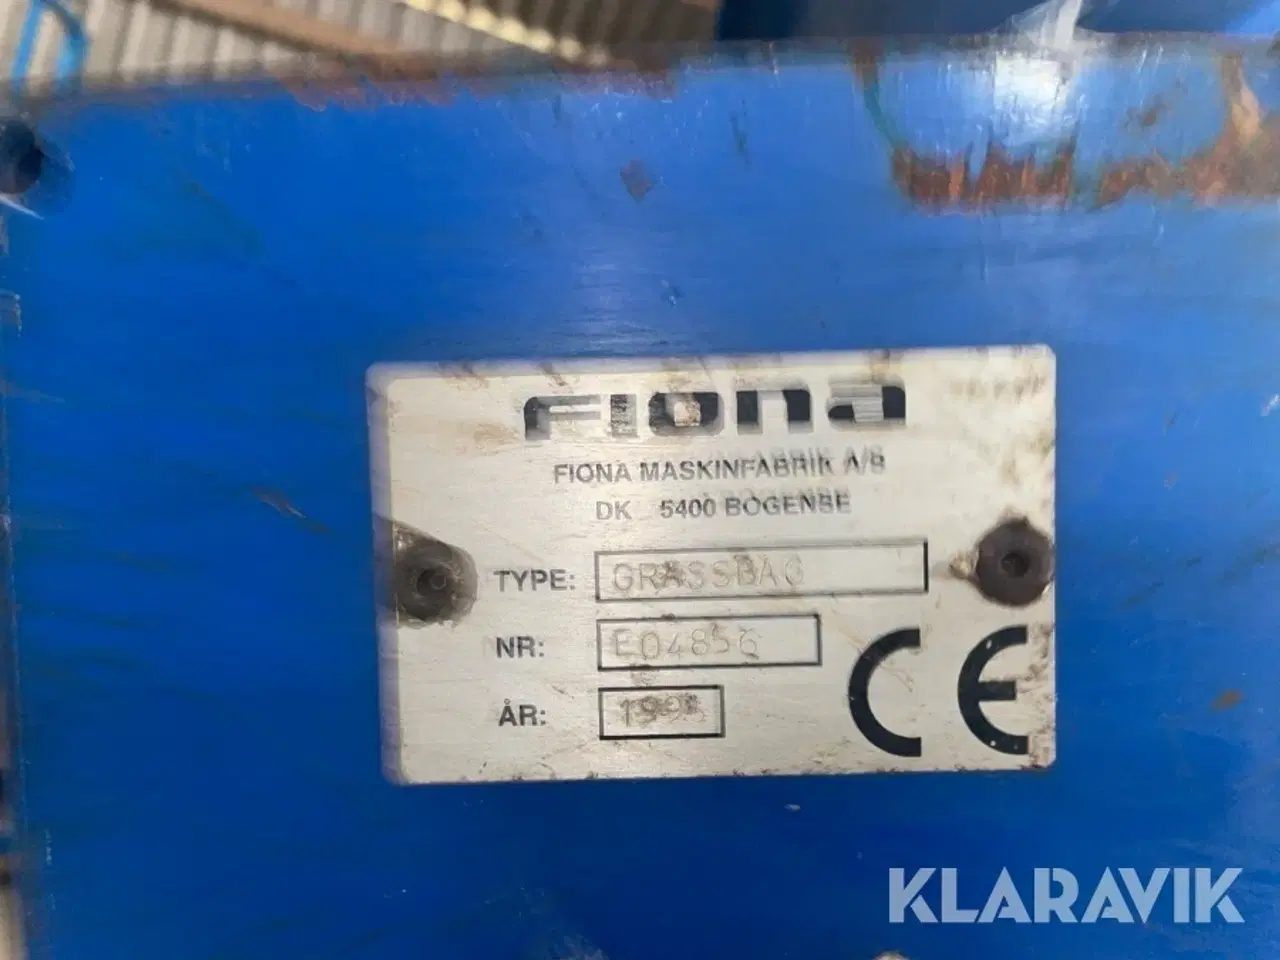 FIONA
FIONA MASKINFABRIK A/S
DK 5400 BOGENSE
TYPE: GRASSBAG
NR: E04856
ÅR:
CE
KLARAVIK